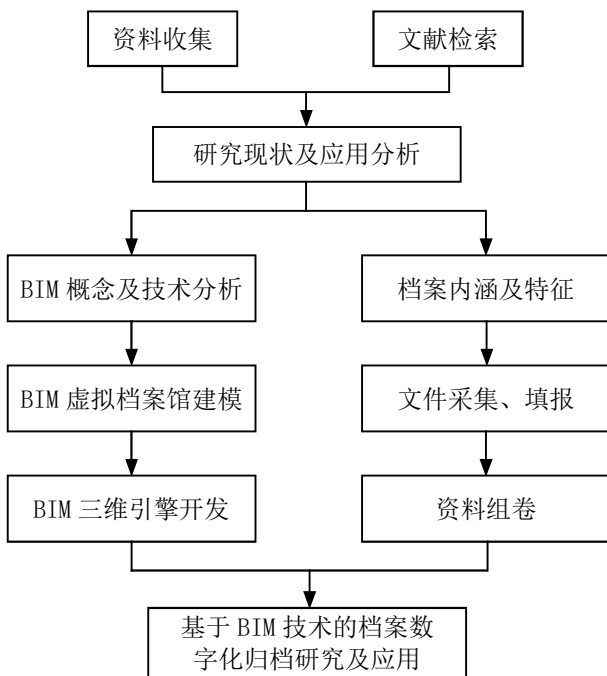 资料收集
文献检索
研究现状及应用分析
BIM 概念及技术分析
档案内涵及特征
BIM 虚拟档案馆建模
文件采集、填报
BIM 三维引擎开发
资料组卷
基于 BIM 技术的档案数
字化归档研究及应用